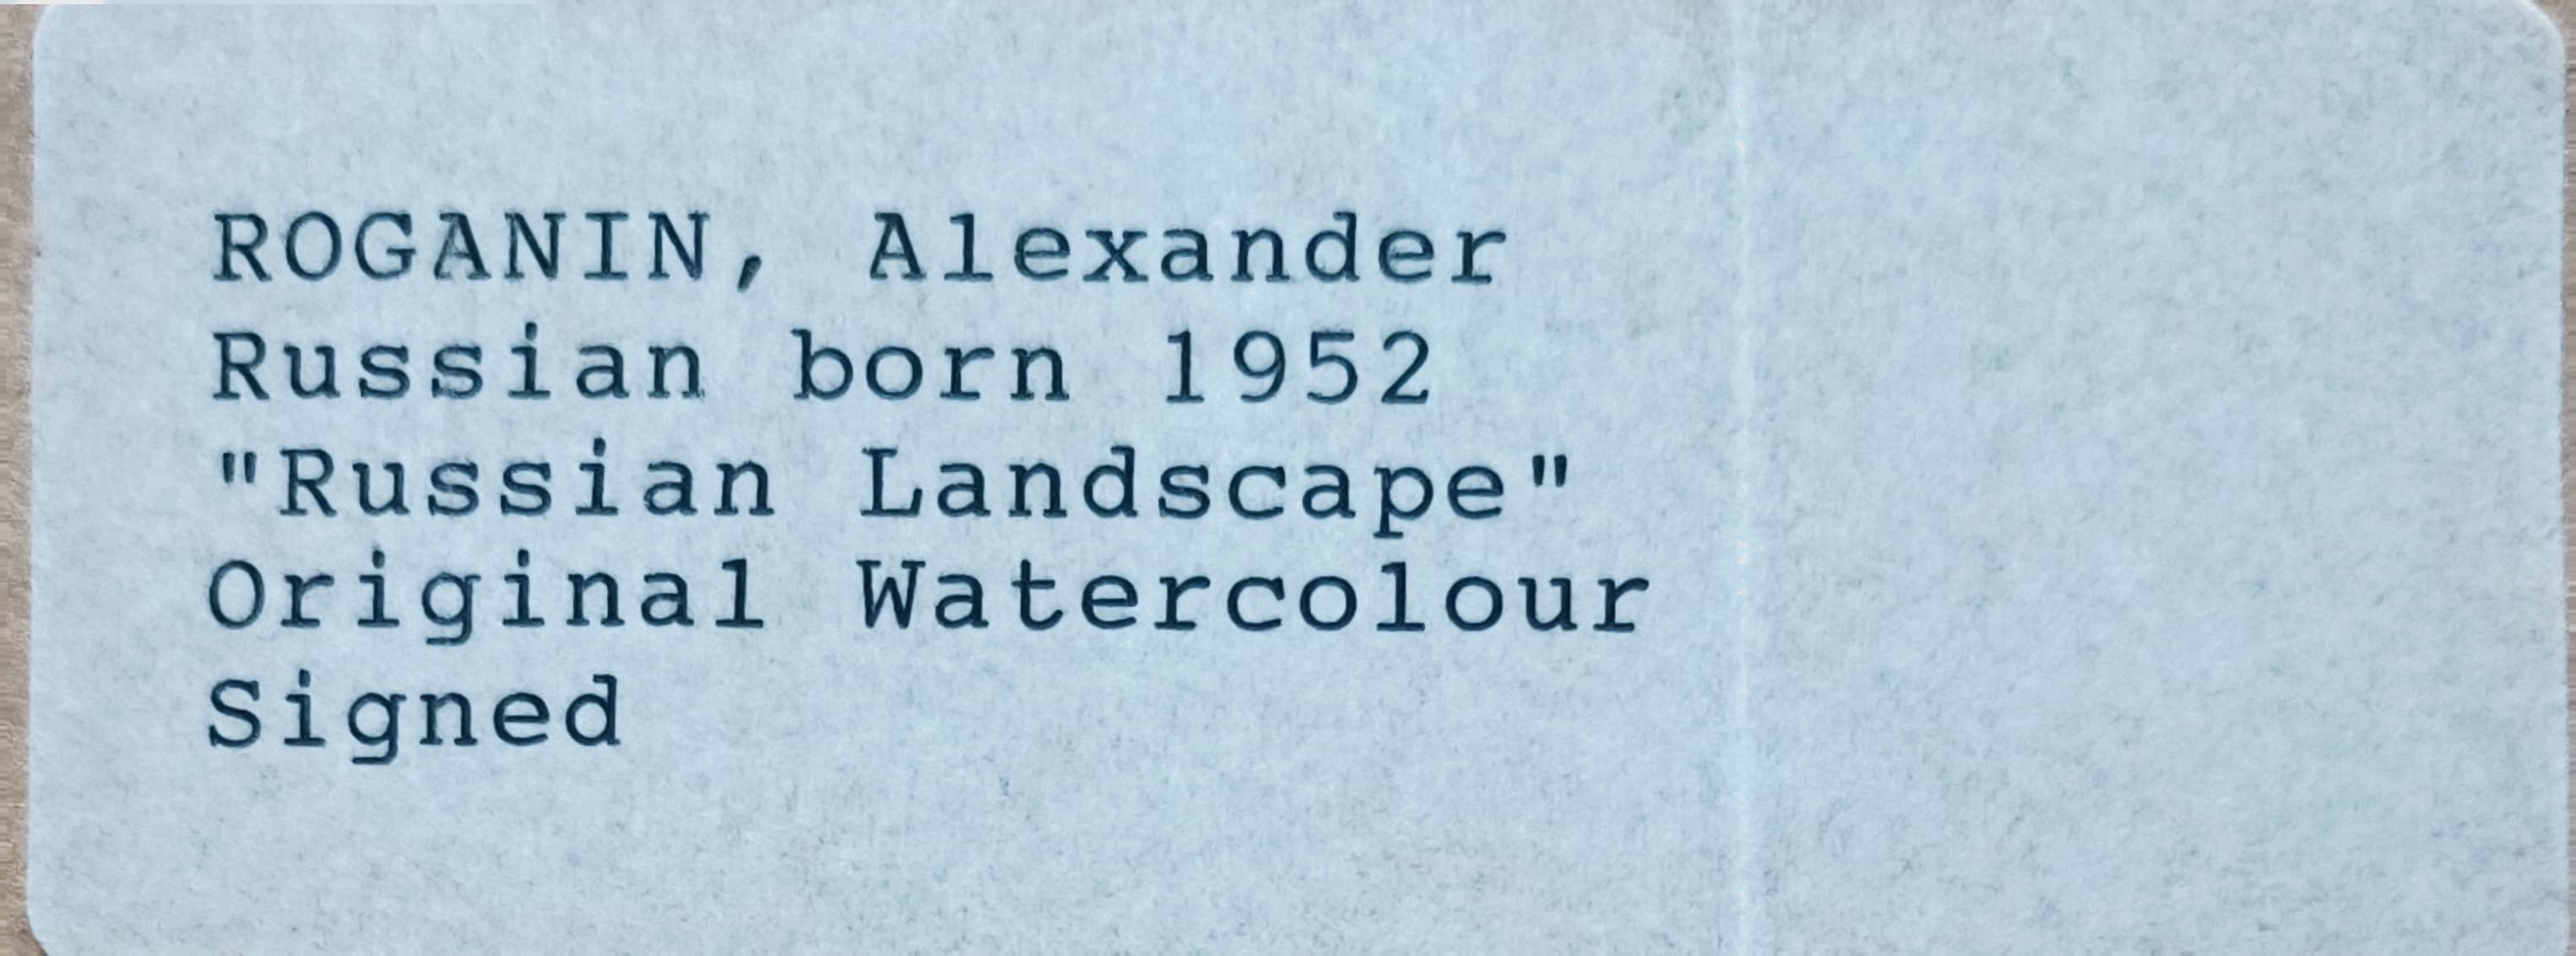 ROGANIN, Alexander
Russian born 1952
"Russian Landscape"
Original Watercolour
Signed